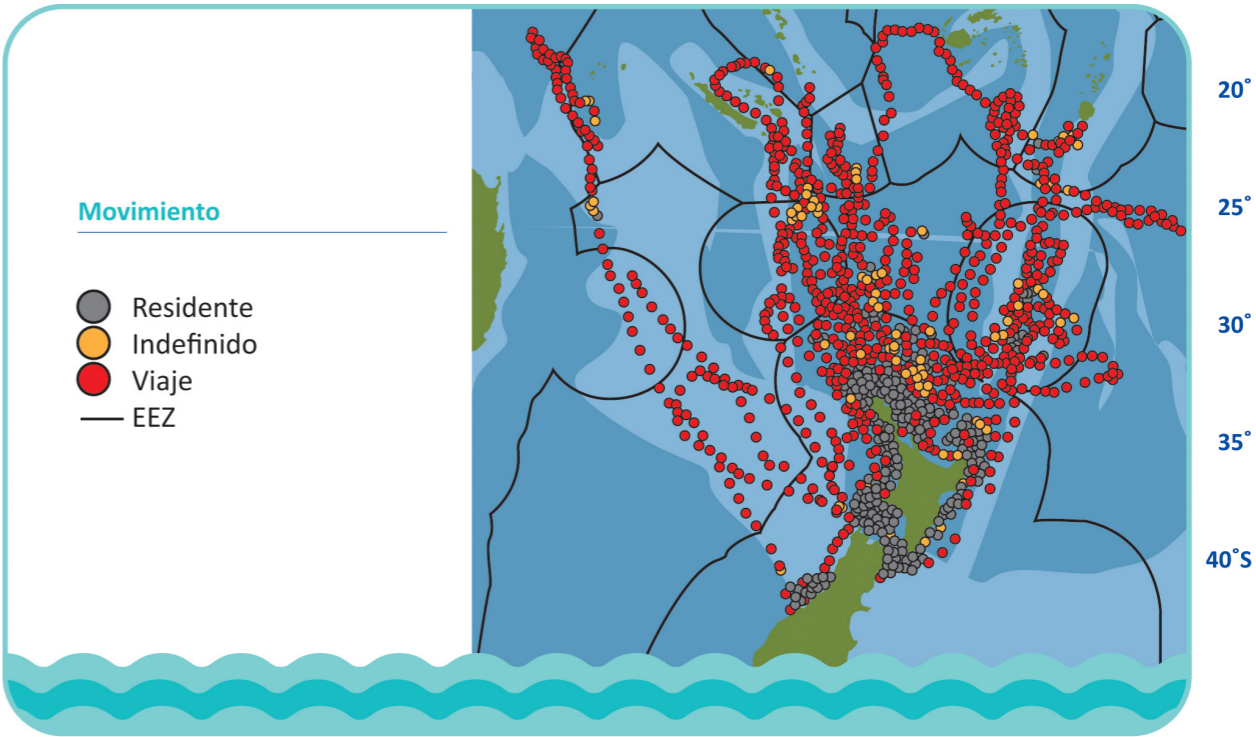 Movimiento
Residente
Indefinido
Viaje
EEZ
20˚
25˚
30˚
35˚
40˚S